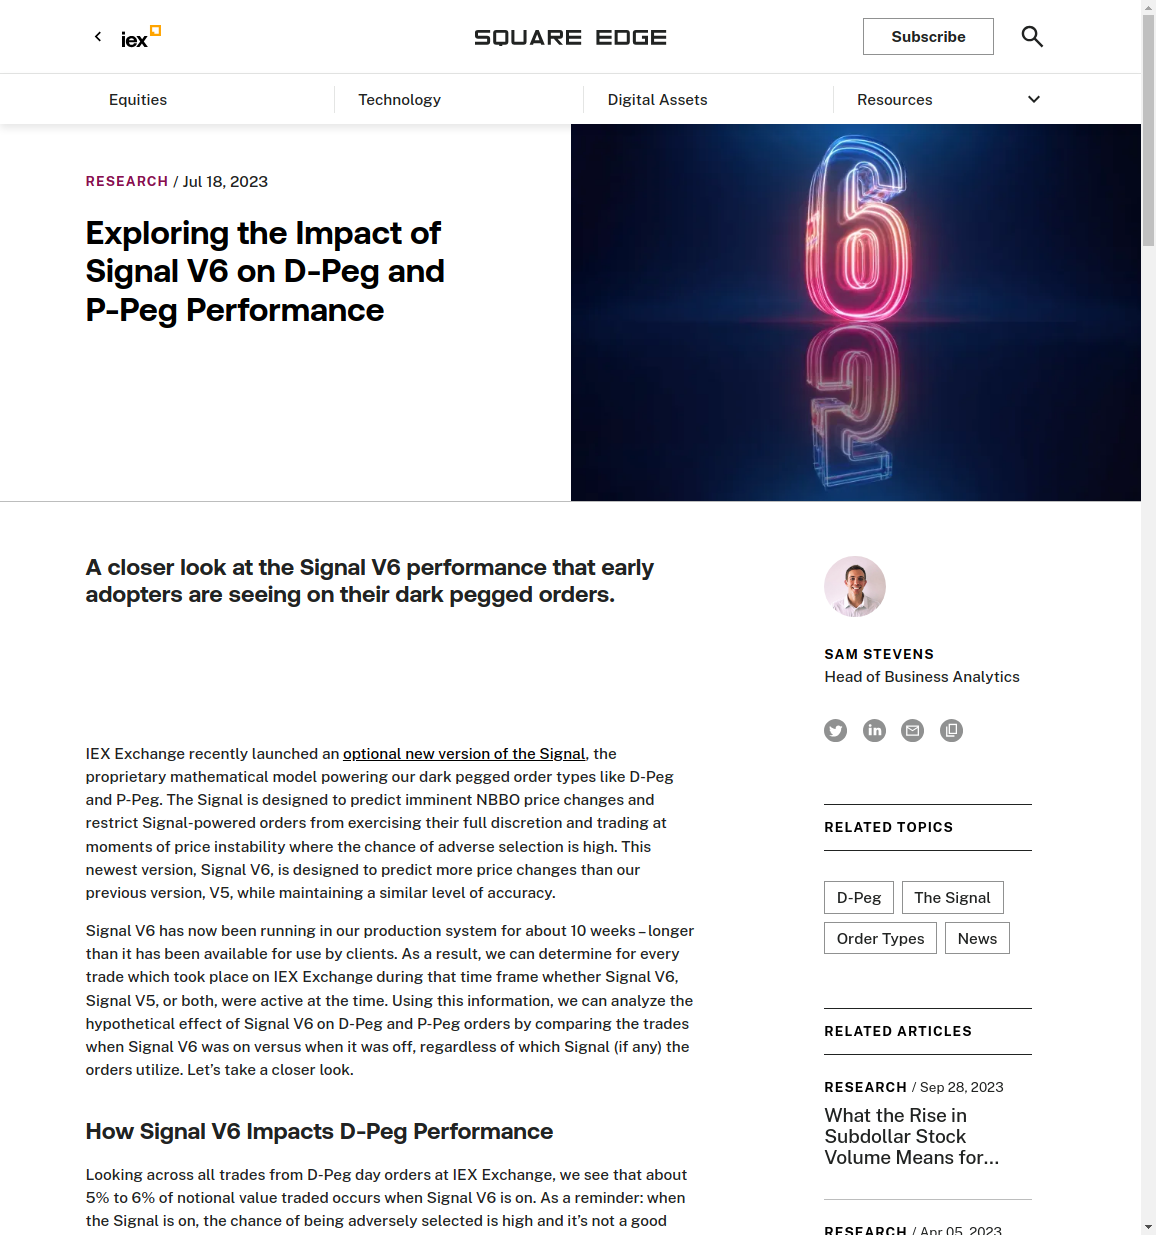 iex
SQUARE EDGE
Subscribe
Equities
Technology
Digital Assets
Resources
RESEARCH / Jul 18, 2023
Exploring the Impact of
Signal V6 on D-Peg and
P-Peg Performance
6
A closer look at the Signal V6 performance that early
adopters are seeing on their dark pegged orders.
IEX Exchange recently launched an optional new version of the Signal, the
proprietary mathematical model powering our dark pegged order types like D-Peg
and P-Peg. The Signal is designed to predict imminent NBBO price changes and
restrict Signal-powered orders from exercising their full discretion and trading at
moments of price instability where the chance of adverse selection is high. This
newest version, Signal V6, is designed to predict more price changes than our
previous version, V5, while maintaining a similar level of accuracy.
Signal V6 has now been running in our production system for about 10 weeks – longer
than it has been available for use by clients. As a result, we can determine for every
trade which took place on IEX Exchange during that time frame whether Signal V6,
Signal V5, or both, were active at the time. Using this information, we can analyze the
hypothetical effect of Signal V6 on D-Peg and P-Peg orders by comparing the trades
when Signal V6 was on versus when it was off, regardless of which Signal (if any) the
orders utilize. Let’s take a closer look.
How Signal V6 Impacts D-Peg Performance
Looking across all trades from D-Peg day orders at IEX Exchange, we see that about
5% to 6% of notional value traded occurs when Signal V6 is on. As a reminder: when
the Signal is on, the chance of being adversely selected is high and it’s not a good
SAM STEVENS
Head of Business Analytics
RELATED TOPICS
D-Peg
The Signal
Order Types
News
RELATED ARTICLES
RESEARCH / Sep 28, 2023
What the Rise in
Subdollar Stock
Volume Means for...
RESEARCH / Apr 05, 2023